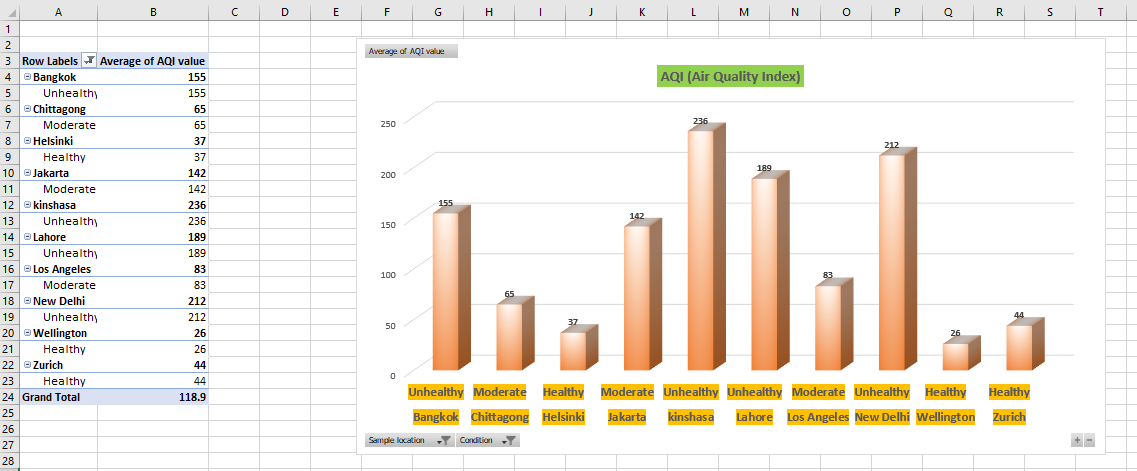 A B C D E F G H I J K L M N O P Q R S T
1
2
3 Row Labels Average of AQI value
4 Bangkok 155
5 Unhealthy 155
6 Chittagong 65
7 Moderate 65
8 Helsinki 37
9 Healthy 37
10 Jakarta 142
11 Moderate 142
12 kinshasa 236
13 Unhealthy 236
14 Lahore 189
15 Unhealthy 189
16 Los Angeles 83
17 Moderate 83
18 New Delhi 212
19 Unhealthy 212
20 Wellington 26
21 Healthy 26
22 Zurich 44
23 Healthy 44
24 Grand Total 118.9
25
26
27
28
Average of AQI value
AQI (Air Quality Index)
250
200
150
100
50
0
155 65 37 142 236 189 83 212 26 44
Unhealthy Moderate Healthy Moderate Unhealthy Unhealthy Moderate Unhealthy Healthy Healthy
Bangkok Chittagong Helsinki Jakarta kinshasa Lahore Los Angeles New Delhi Wellington Zurich
Sample location Condition